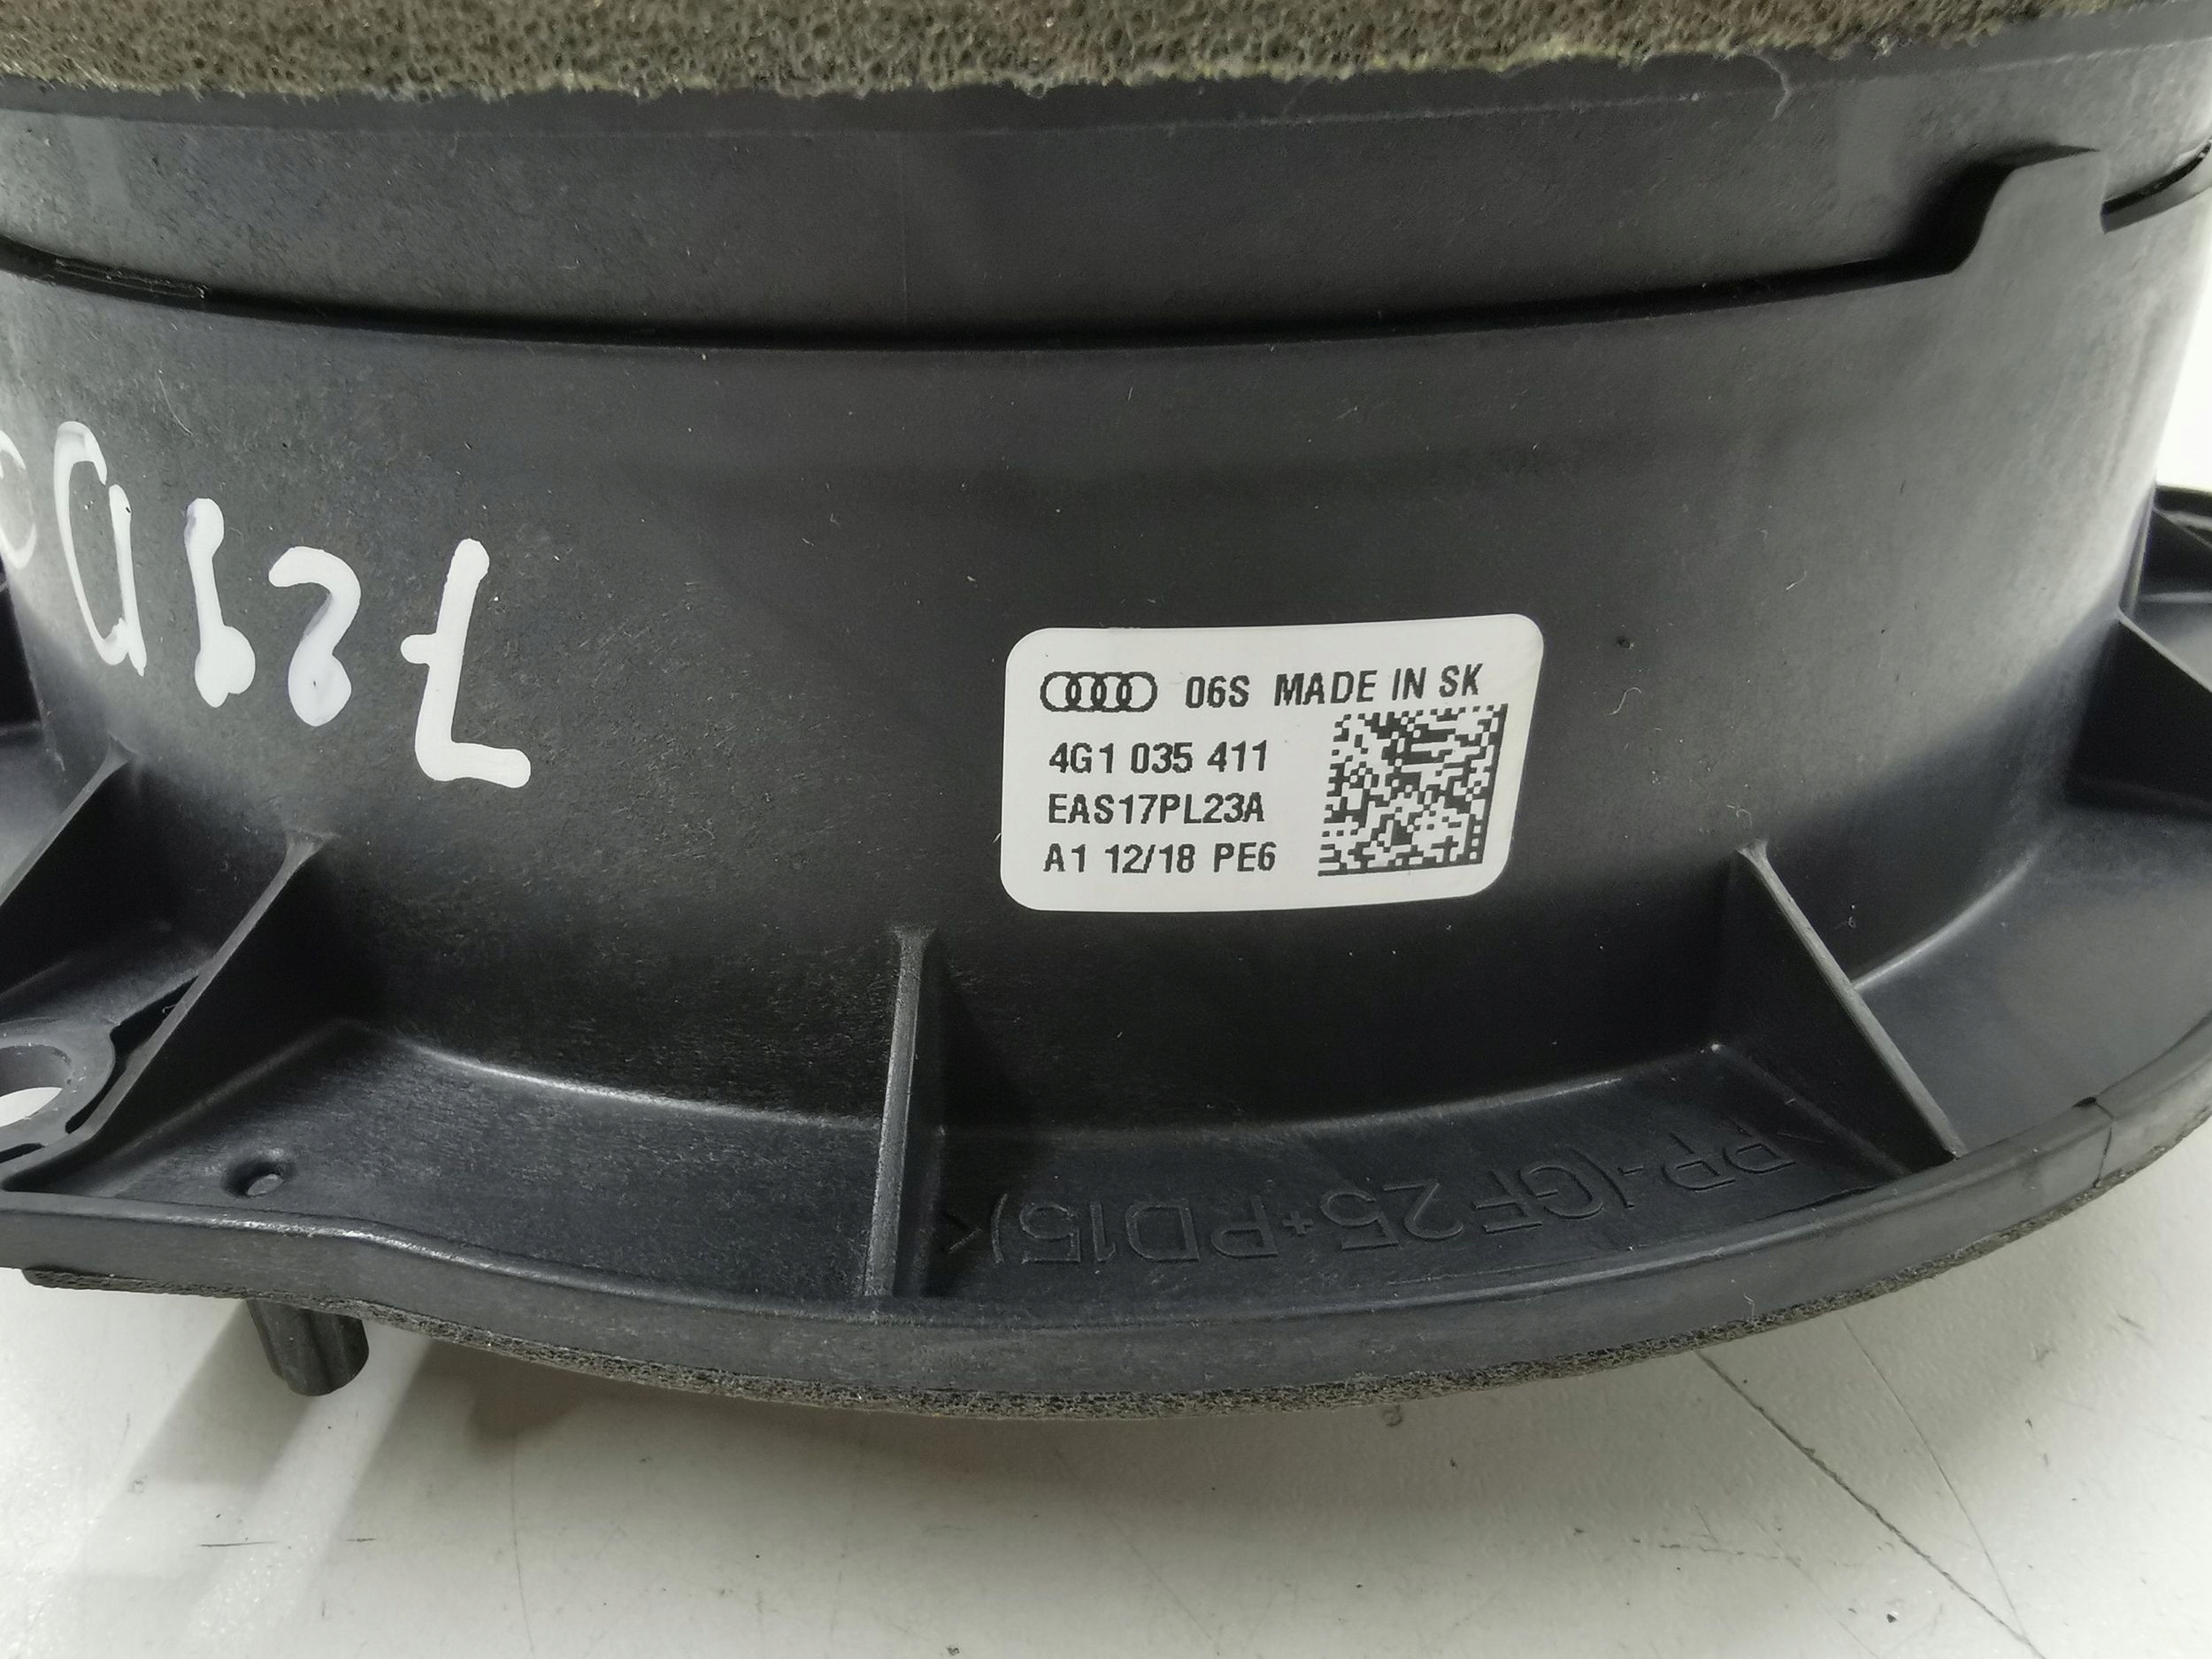 06S MADE IN SK
4G1 035 411
EAS17PL23A
A1 12/18 PE6
>PP-(GF25+PD15)<